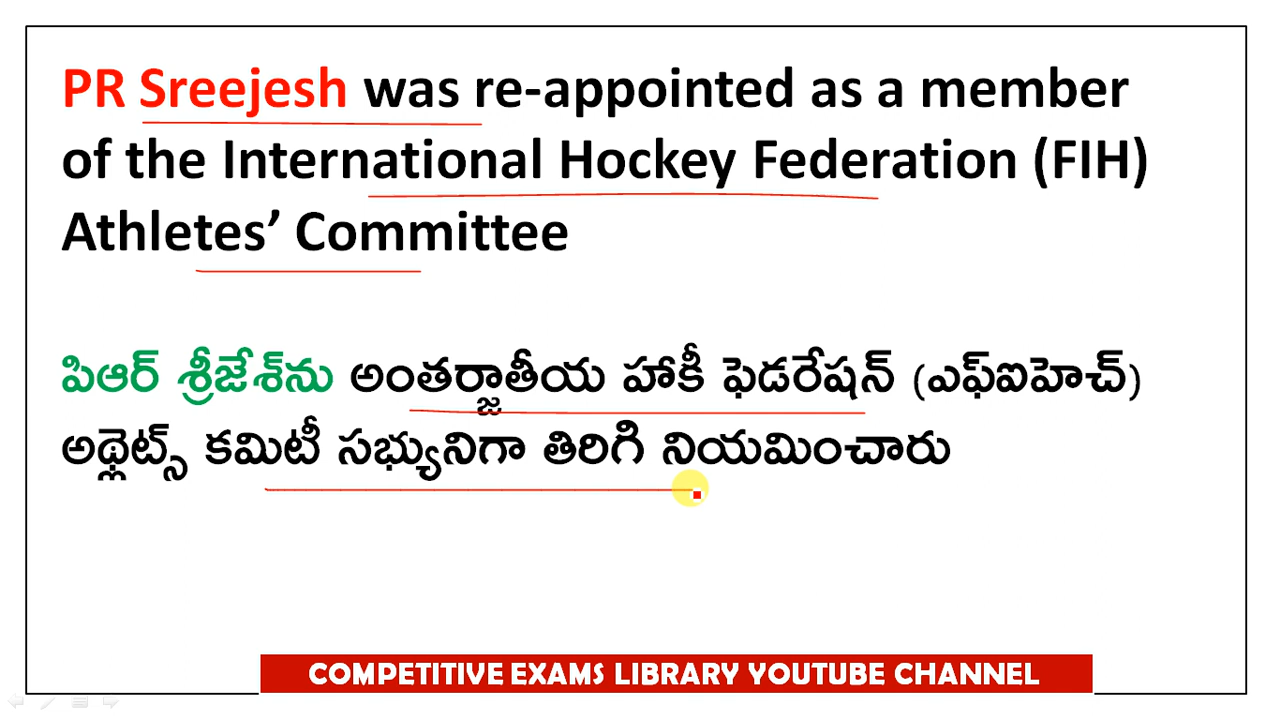 PR Sreejesh was re-appointed as a member
of the International Hockey Federation (FIH)
Athletes’ Committee
పిఆర్ శ్రీజేశ్‌ను అంతర్జాతీయ హాకీ ఫెడరేషన్ (ఎఫ్ఐహెచ్)
అథ్లెట్స్ కమిటీ సభ్యునిగా తిరిగి నియమించారు
COMPETITIVE EXAMS LIBRARY YOUTUBE CHANNEL